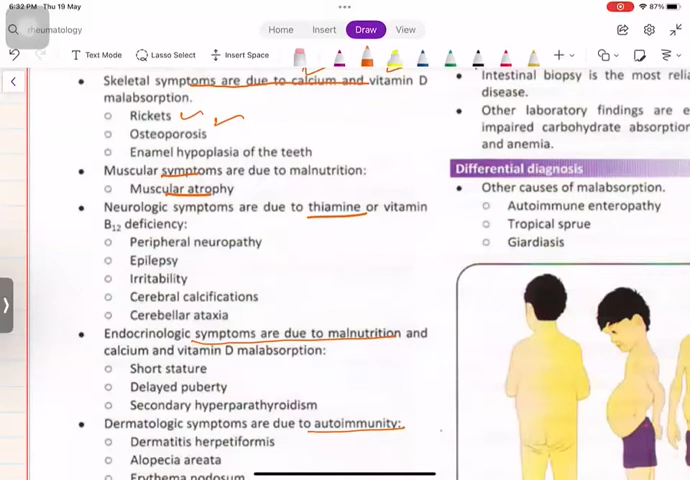 6:32 PM Thu 19 May
87%
rheumatology
Home
Insert
Draw
View
Text Mode
Lasso Select
Insert Space
Skeletal symptoms are due to calcium and vitamin D
malabsorption.
Rickets
Osteoporosis
Enamel hypoplasia of the teeth
Muscular symptoms are due to malnutrition:
Muscular atrophy
Neurologic symptoms are due to thiamine or vitamin
B12 deficiency:
Peripheral neuropathy
Epilepsy
Irritability
Cerebral calcifications
Cerebellar ataxia
Endocrinologic symptoms are due to malnutrition and
calcium and vitamin D malabsorption:
Short stature
Delayed puberty
Secondary hyperparathyroidism
Dermatologic symptoms are due to autoimmunity:
Dermatitis herpetiformis
Alopecia areata
Erythema nodosum
Intestinal biopsy is the most relia
disease.
Other laboratory findings are e
impaired carbohydrate absorption
and anemia.
Differential diagnosis
Other causes of malabsorption.
Autoimmune enteropathy
Tropical sprue
Giardiasis